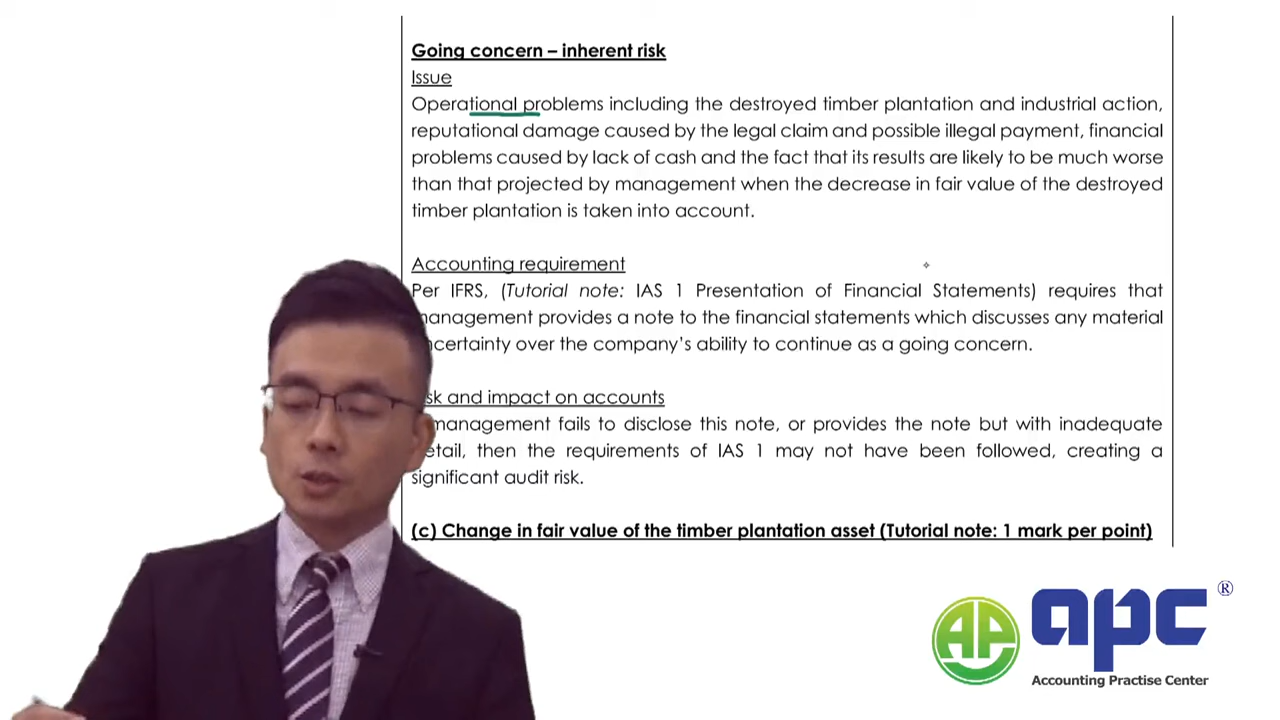 Going concern – inherent risk
Issue
Operational problems including the destroyed timber plantation and industrial action,
reputational damage caused by the legal claim and possible illegal payment, financial
problems caused by lack of cash and the fact that its results are likely to be much worse
than that projected by management when the decrease in fair value of the destroyed
timber plantation is taken into account.
Accounting requirement
Per IFRS, (Tutorial note: IAS 1 Presentation of Financial Statements) requires that
management provides a note to the financial statements which discusses any material
uncertainty over the company's ability to continue as a going concern.
sk and impact on accounts
management fails to disclose this note, or provides the note but with inadequate
detail, then the requirements of IAS 1 may not have been followed, creating a
significant audit risk.
(c) Change in fair value of the timber plantation asset (Tutorial note: 1 mark per point)
AP apc ®
Accounting Practise Center